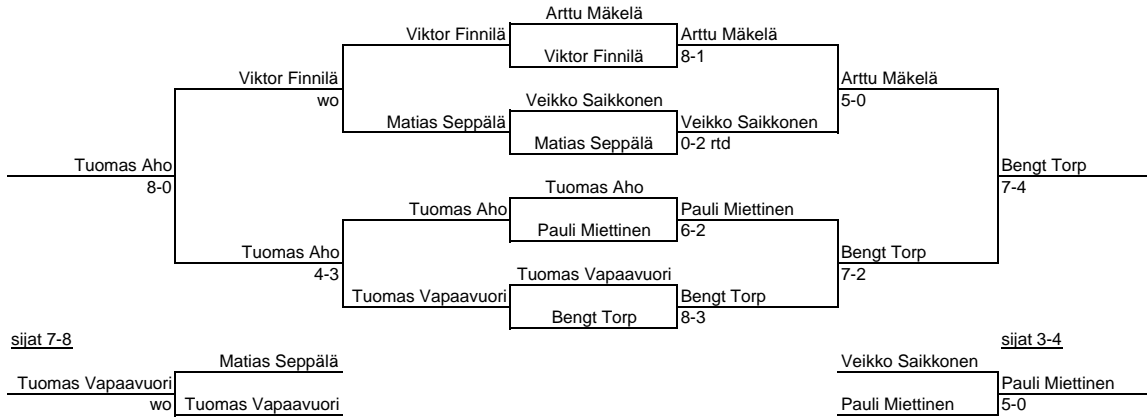 Arttu Mäkelä
Viktor Finnilä Arttu Mäkelä
Viktor Finnilä 8-1
Viktor Finnilä Arttu Mäkelä
wo Veikko Saikkonen 5-0
Matias Seppälä Veikko Saikkonen
Matias Seppälä 0-2 rtd
Tuomas Aho Bengt Torp
8-0 Tuomas Aho 7-4
Tuomas Aho Pauli Miettinen
Pauli Miettinen 6-2
Tuomas Aho Bengt Torp
4-3 Tuomas Vapaavuori 7-2
Tuomas Vapaavuori Bengt Torp
Bengt Torp 8-3
sijat 7-8 sijat 3-4
Matias Seppälä Veikko Saikkonen
Tuomas Vapaavuori Pauli Miettinen
wo Tuomas Vapaavuori Pauli Miettinen 5-0